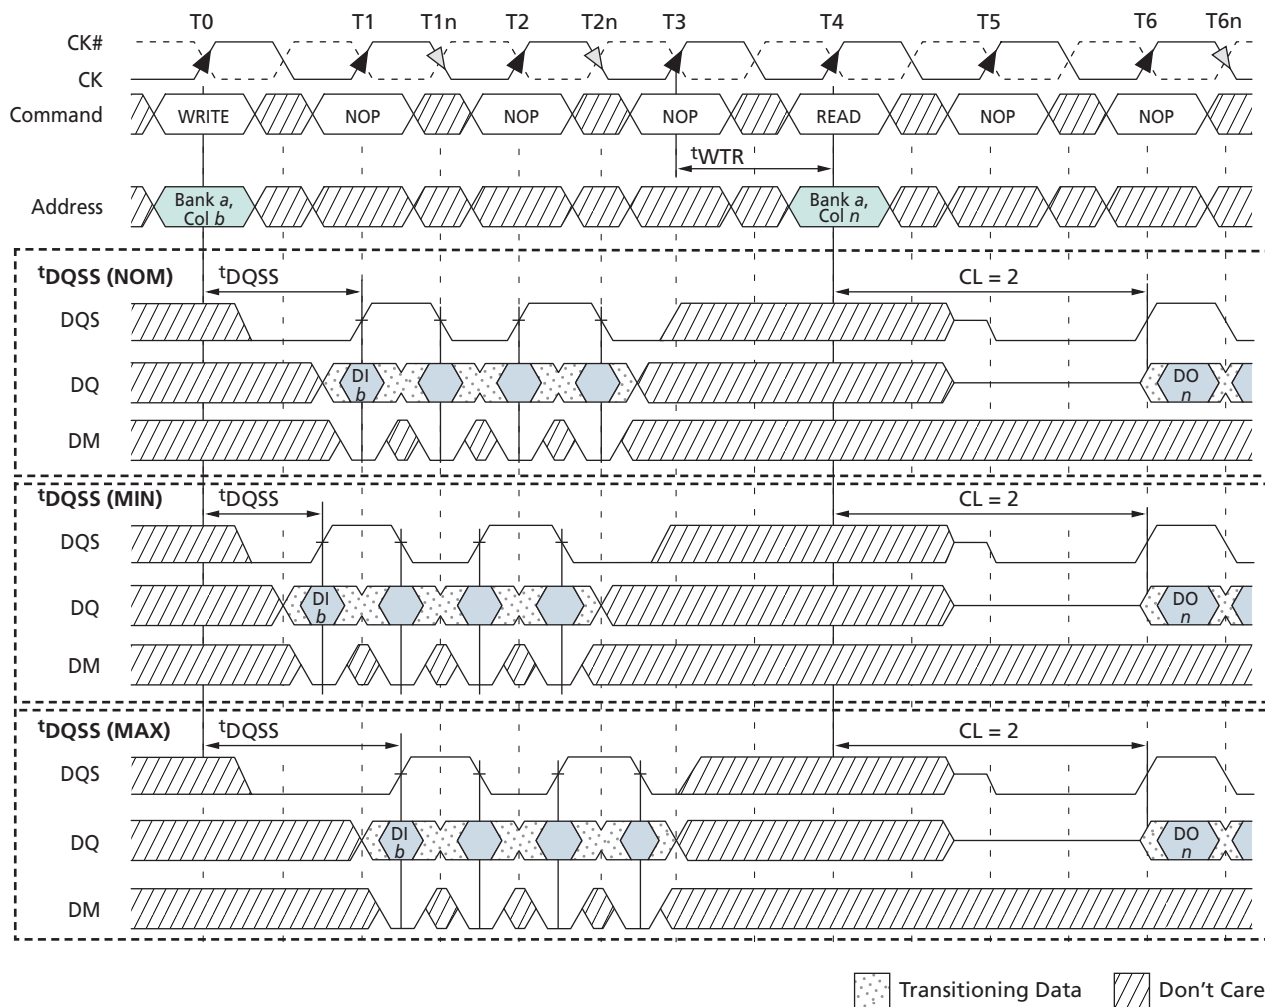 T0 T1 T1n T2 T2n T3 T4 T5 T6 T6n
CK#
CK
Command WRITE NOP NOP NOP READ NOP NOP
tWTR
Address Bank a, Col b Bank a, Col n
tDQSS (NOM) tDQSS CL = 2
DQS
DQ DI b DO n
DM
tDQSS (MIN) tDQSS CL = 2
DQS
DQ DI b DO n
DM
tDQSS (MAX) tDQSS CL = 2
DQS
DQ DI b DO n
DM
Transitioning Data Don't Care